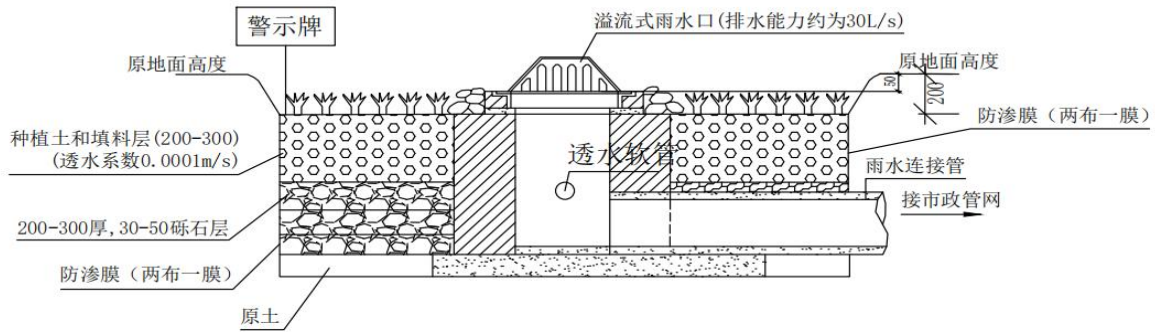 警示牌
溢流式雨水口(排水能力约为30L/s)
原地面高度
原地面高度
50
200
种植土和填料层(200-300)
(透水系数0.0001m/s)
防渗膜(两布一膜)
透水软管
雨水连接管
接市政管网
200-300厚,30-50砾石层
防渗膜(两布一膜)
原土